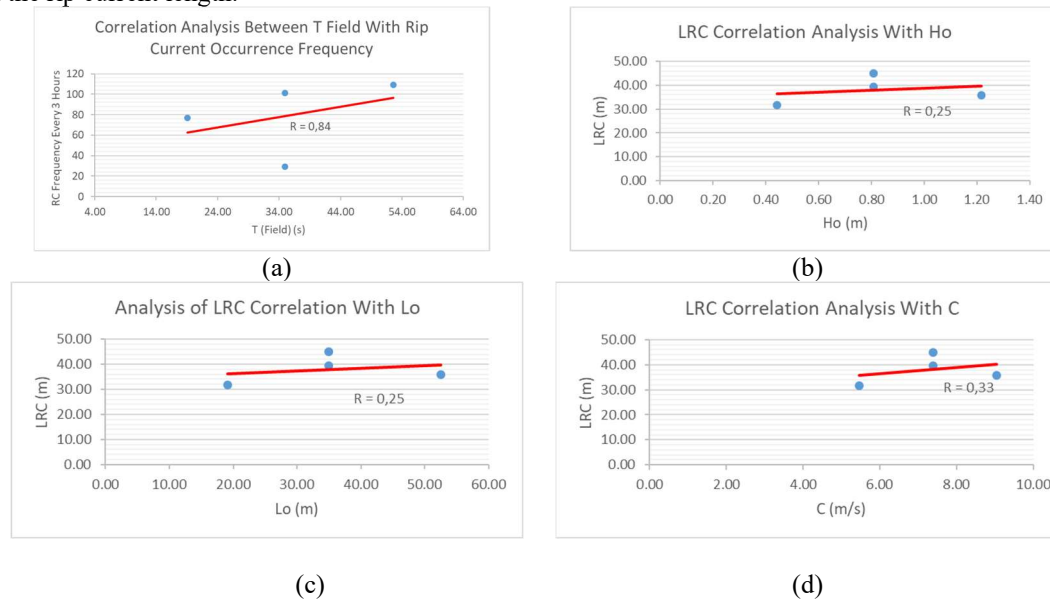 the rip current length.
Correlation Analysis Between T Field With Rip
Current Occurrence Frequency
RC Frequency Every 3 Hours
120
100
80
60
40
20
0
R = 0,84
4.00 14.00 24.00 34.00 44.00 54.00 64.00
T (Field) (s)
(a)
LRC Correlation Analysis With Ho
LRC (m)
50.00
40.00
30.00
20.00
10.00
0.00
R = 0,25
0.00 0.20 0.40 0.60 0.80 1.00 1.20 1.40
Ho (m)
(b)
Analysis of LRC Correlation With Lo
LRC (m)
50.00
40.00
30.00
20.00
10.00
0.00
R = 0,25
0.00 10.00 20.00 30.00 40.00 50.00 60.00
Lo (m)
(c)
LRC Correlation Analysis With C
LRC (m)
50.00
40.00
30.00
20.00
10.00
0.00
R = 0,33
0.00 2.00 4.00 6.00 8.00 10.00
C (m/s)
(d)